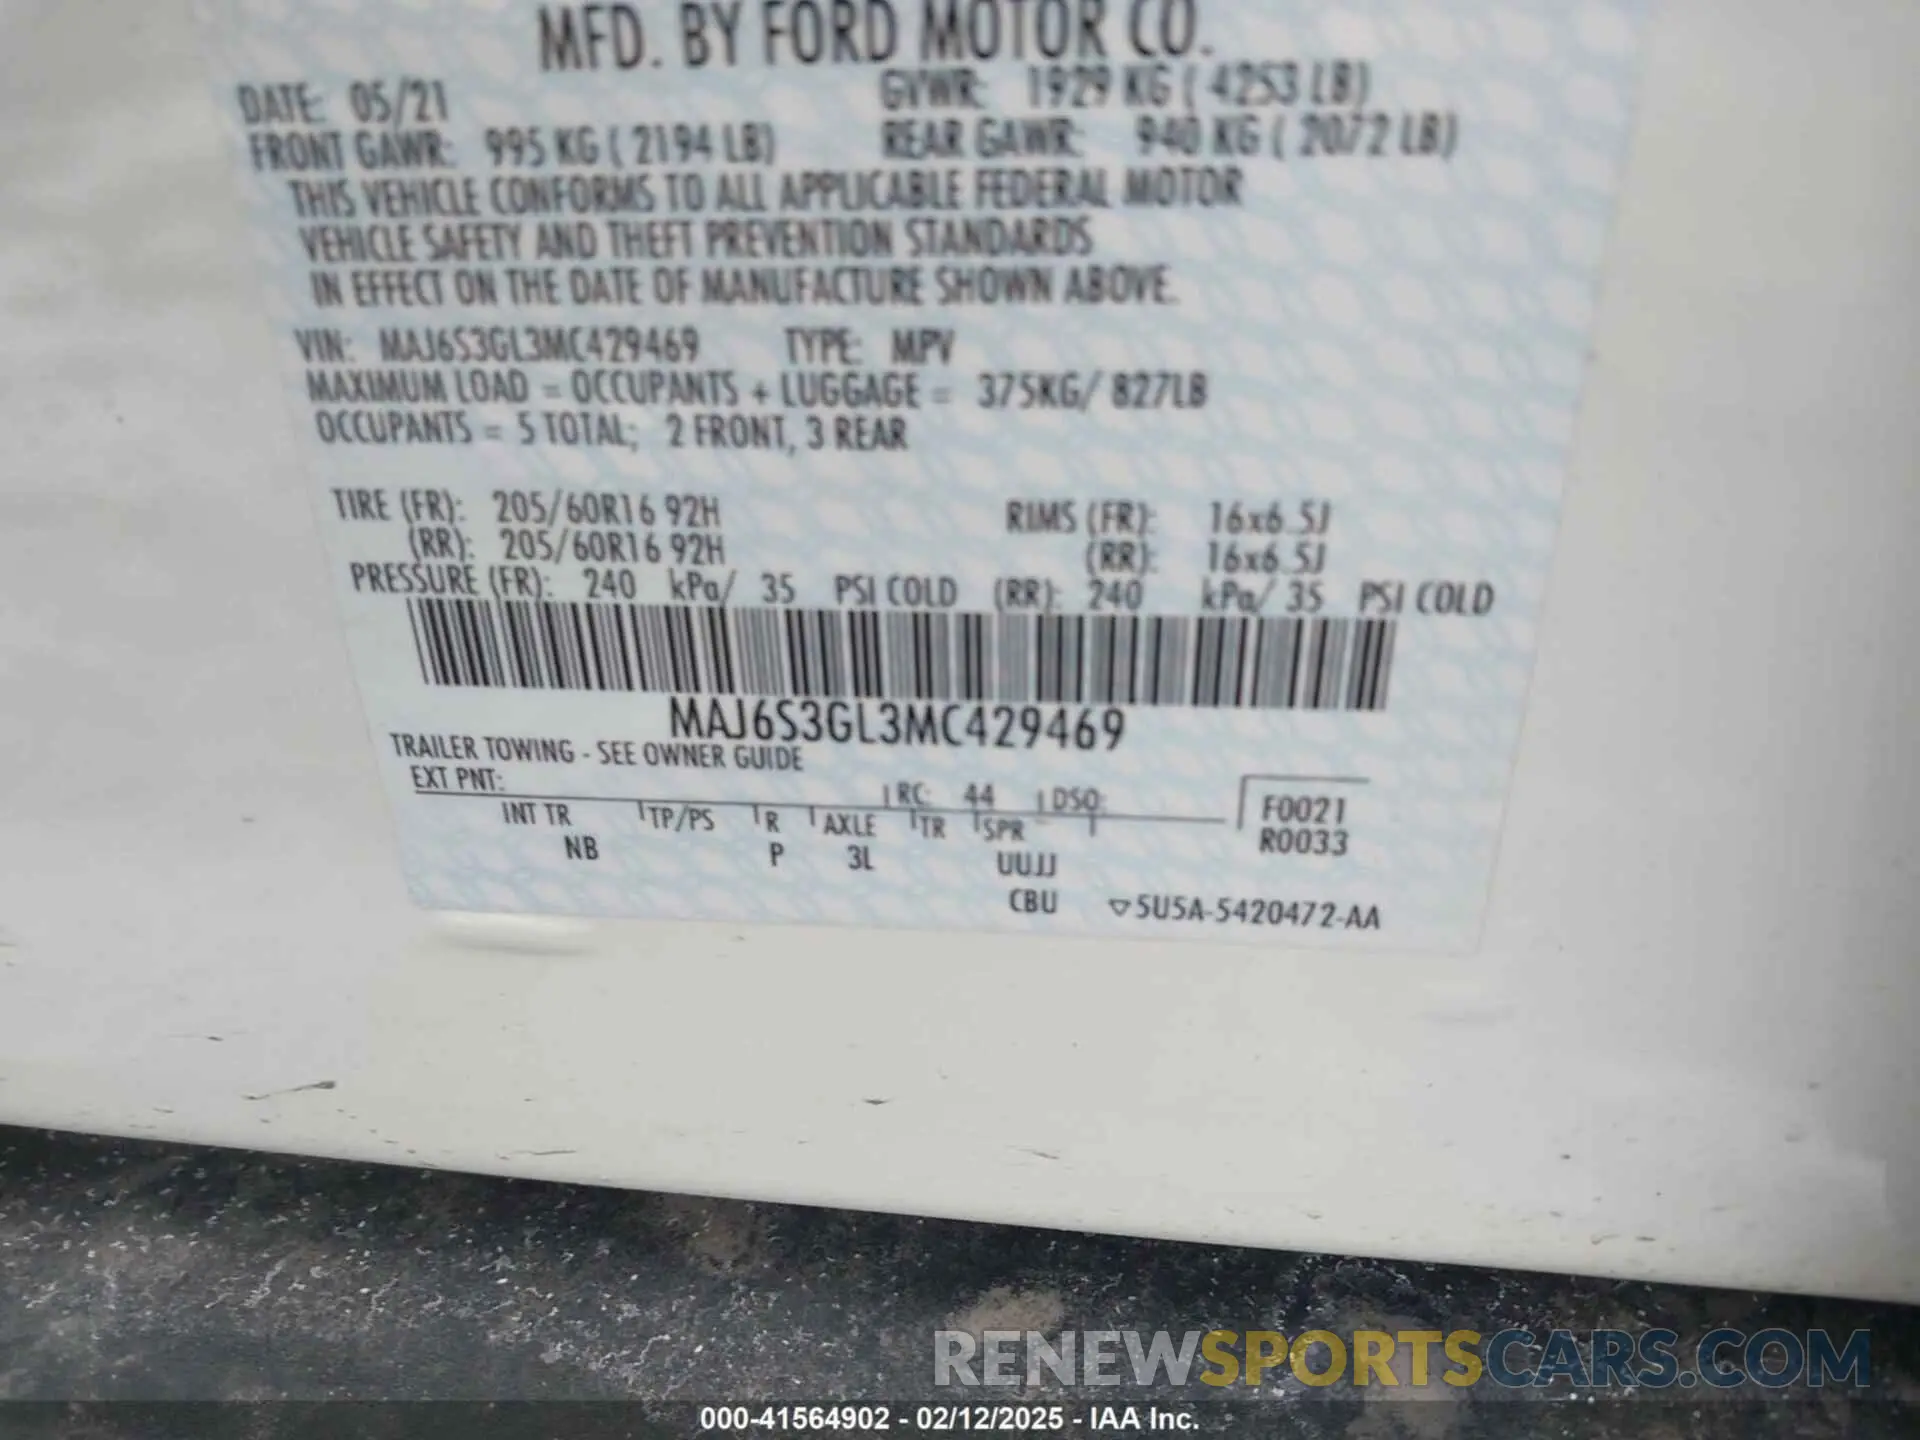 MFD. BY FORD MOTOR CO.
DATE: 05/21 GVWR: 1929 KG ( 4253 LB)
FRONT GAWR: 995 KG ( 2194 LB) REAR GAWR: 940 KG ( 2072 LB)
THIS VEHICLE CONFORMS TO ALL APPLICABLE FEDERAL MOTOR
VEHICLE SAFETY AND THEFT PREVENTION STANDARDS
IN EFFECT ON THE DATE OF MANUFACTURE SHOWN ABOVE.
VIN: MAJ6S3GL3MC429469 TYPE: MPV
MAXIMUM LOAD = OCCUPANTS + LUGGAGE = 375KG/ 827LB
OCCUPANTS = 5 TOTAL; 2 FRONT, 3 REAR
TIRE (FR): 205/60R16 92H RIMS (FR): 16x6.5J
(RR): 205/60R16 92H (RR): 16x6.5J
PRESSURE (FR): 240 kPa/ 35 PSI COLD (RR): 240 kPa/ 35 PSI COLD
MAJ6S3GL3MC429469
TRAILER TOWING - SEE OWNER GUIDE
EXT PNT: RC: 44 DSO:
INT TR TP/PS R AXLE TR SPR F0021
NB P 3L UUJJ R0033
CBU ▽5U5A-5420472-AA
RENEWSPORTSCARS.COM
000-41564902 - 02/12/2025 - IAA Inc.